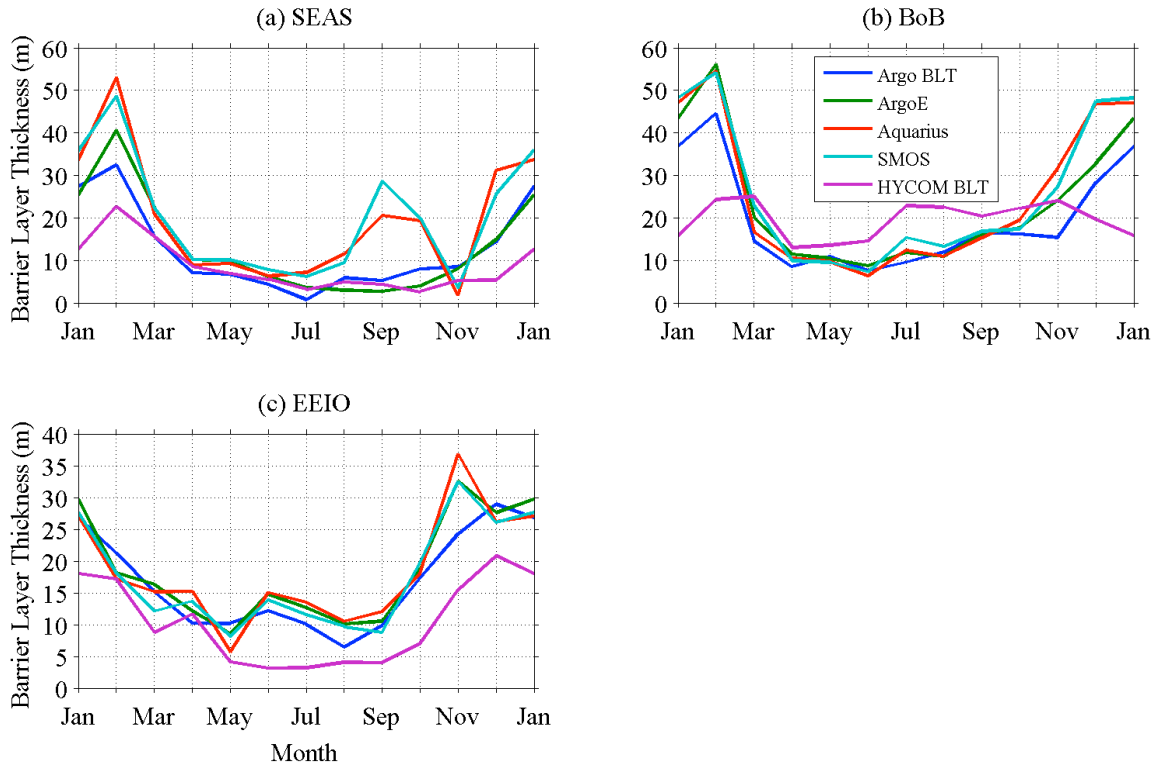 (a) SEAS
Barrier Layer Thickness (m)
60
50
40
30
20
10
0
Jan Mar May Jul Sep Nov Jan
(b) BoB
60
50
40
30
20
10
0
Jan Mar May Jul Sep Nov Jan
Argo BLT
ArgoE
Aquarius
SMOS
HYCOM BLT
(c) EEIO
Barrier Layer Thickness (m)
40
35
30
25
20
15
10
5
0
Jan Mar May Jul Sep Nov Jan
Month